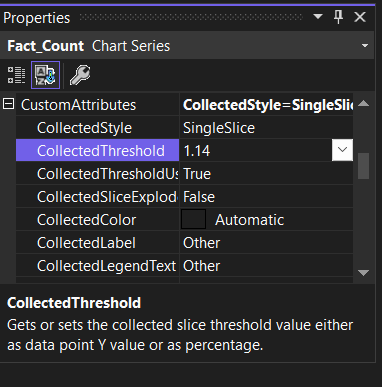 Properties
Fact_Count Chart Series
CustomAttributes CollectedStyle=SingleSlic
CollectedStyle SingleSlice
CollectedThreshold 1.14
CollectedThresholdUs True
CollectedSliceExplod False
CollectedColor Automatic
CollectedLabel Other
CollectedLegendText Other
CollectedThreshold
Gets or sets the collected slice threshold value either
as data point Y value or as percentage.